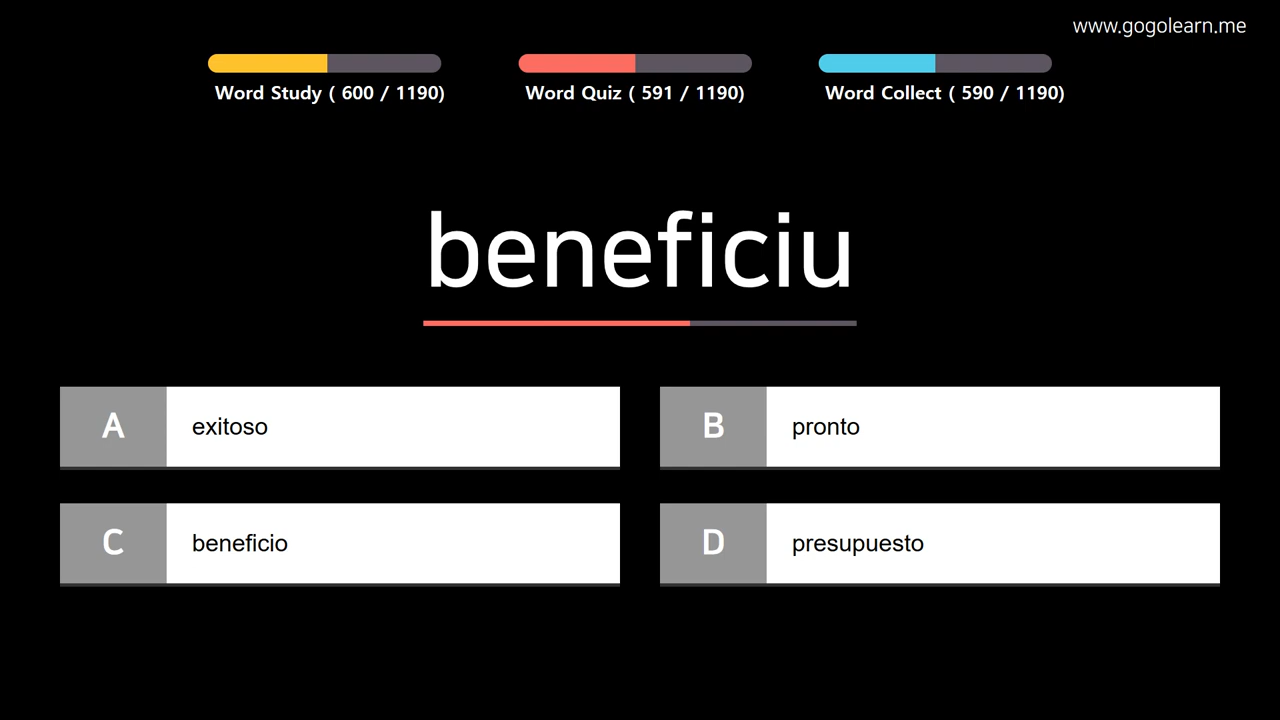 www.gogolearn.me
Word Study ( 600 / 1190)
Word Quiz ( 591 / 1190)
Word Collect ( 590 / 1190)
beneficiu
A exitoso
B pronto
C beneficio
D presupuesto